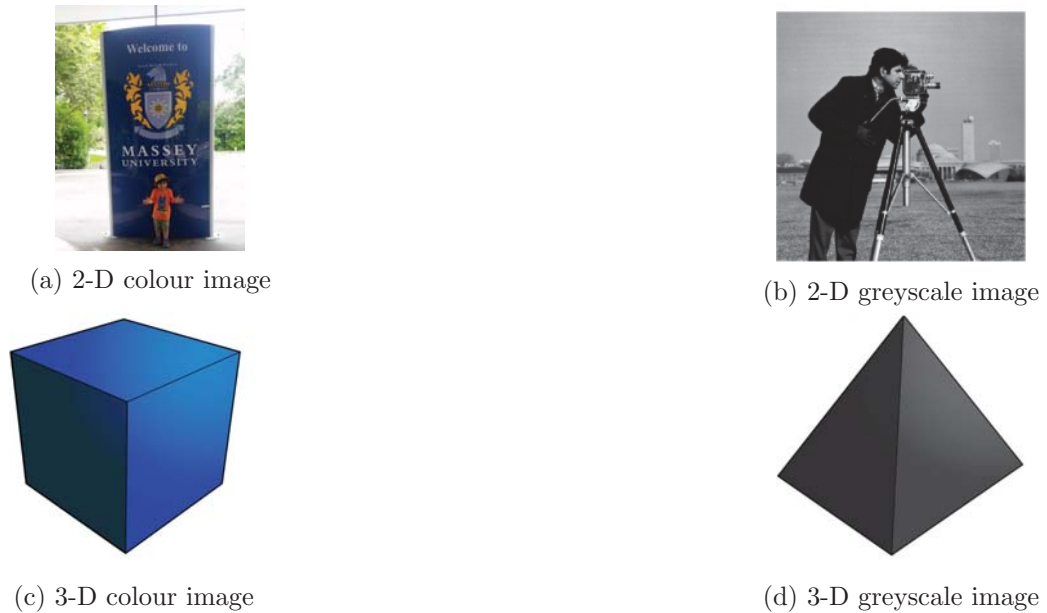 Welcome to
MASSEY
UNIVERSITY
(a) 2-D colour image
(b) 2-D greyscale image
(c) 3-D colour image
(d) 3-D greyscale image